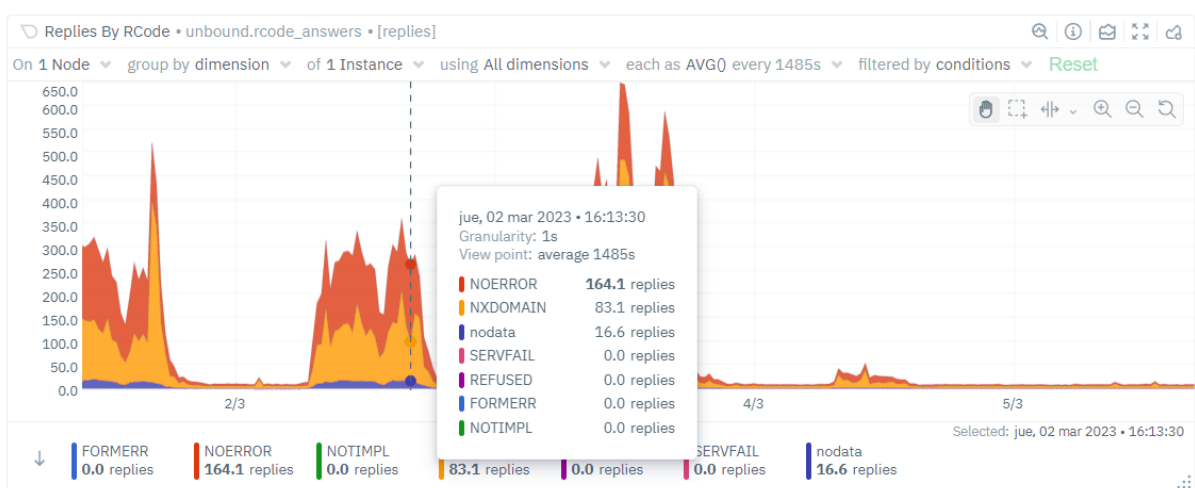 Replies By RCode • unbound.rcode_answers • [replies]
On 1 Node group by dimension of 1 Instance using All dimensions each as AVG() every 1485s filtered by conditions Reset
650.0
600.0
550.0
500.0
450.0
400.0
350.0
300.0
250.0
200.0
150.0
100.0
50.0
0.0
jue, 02 mar 2023 • 16:13:30
Granularity: 1s
View point: average 1485s
NOERROR 164.1 replies
NXDOMAIN 83.1 replies
nodata 16.6 replies
SERVFAIL 0.0 replies
REFUSED 0.0 replies
FORMERR 0.0 replies
NOTIMPL 0.0 replies
2/3 4/3 5/3
Selected: jue, 02 mar 2023 • 16:13:30
FORMERR NOERROR NOTIMPL SERVFAIL nodata
0.0 replies 164.1 replies 0.0 replies 83.1 replies 0.0 replies 0.0 replies 16.6 replies